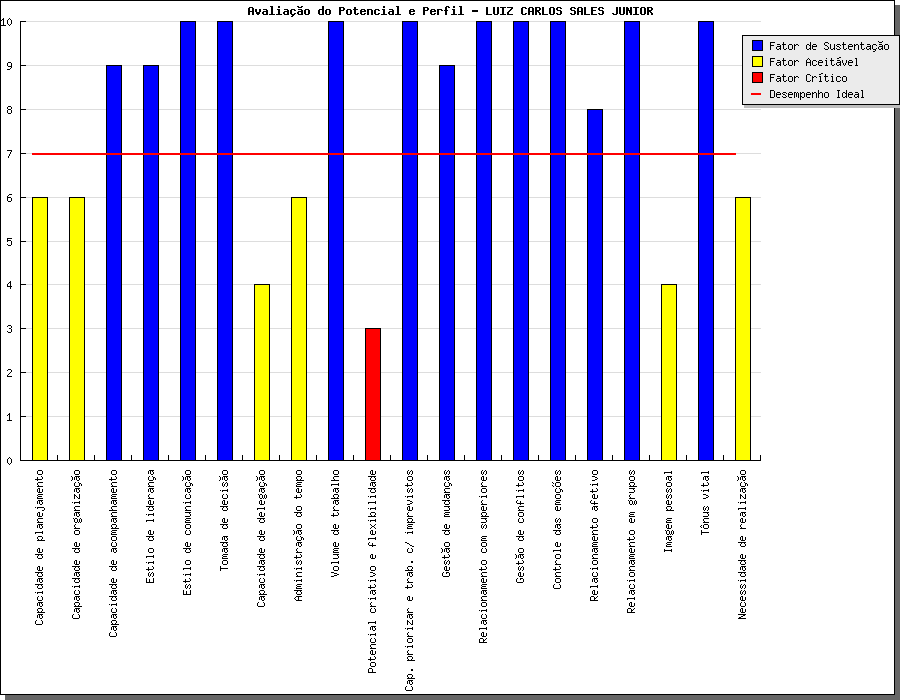 Avaliação do Potencial e Perfil - LUIZ CARLOS SALES JUNIOR
Fator de Sustentação
Fator Aceitável
Fator Crítico
Desempenho Ideal
10
9
8
7
6
5
4
3
2
1
0
Capacidade de planejamento
Capacidade de organização
Capacidade de acompanhamento
Estilo de liderança
Estilo de comunicação
Tomada de decisão
Capacidade de delegação
Administração do tempo
Volume de trabalho
Potencial criativo e flexibilidade
Cap. priorizar e trab. c/ imprevistos
Gestão de mudanças
Relacionamento com superiores
Gestão de conflitos
Controle das emoções
Relacionamento afetivo
Relacionamento em grupos
Imagem pessoal
Tônus vital
Necessidade de realização